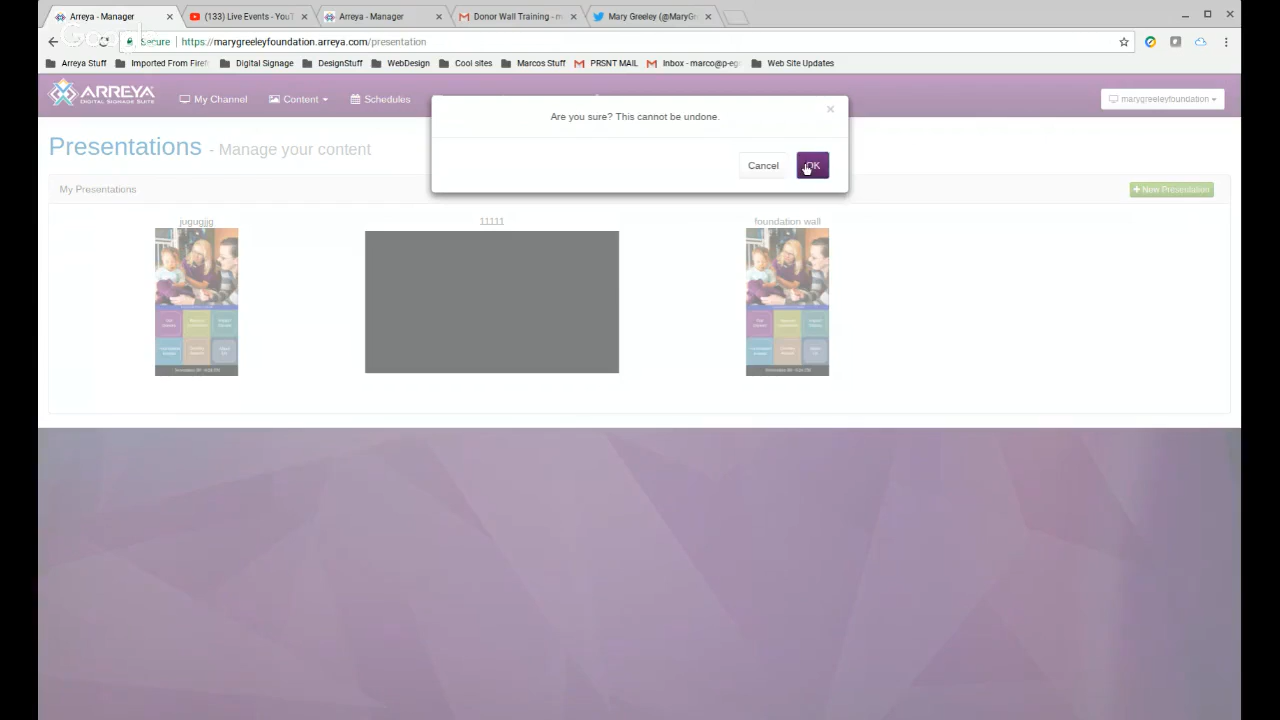 Arreya - Manager
(133) Live Events - YouT
Arreya - Manager
Donor Wall Training - m
Mary Greeley (@MaryGr
Google
Secure
https://marygreeleyfoundation.arreya.com/presentation
Arreya Stuff
Imported From Firef
Digital Signage
DesignStuff
WebDesign
Cool sites
Marcos Stuff
PRSNT MAIL
Inbox - marco@p-eg
Web Site Updates
ARREYA
DIGITAL SIGNAGE SUITE
My Channel
Content
Schedules
marygreeleyfoundation
Are you sure? This cannot be undone.
×
Cancel
OK
Presentations - Manage your content
My Presentations
+ New Presentation
jogugjjg
11111
foundation wall